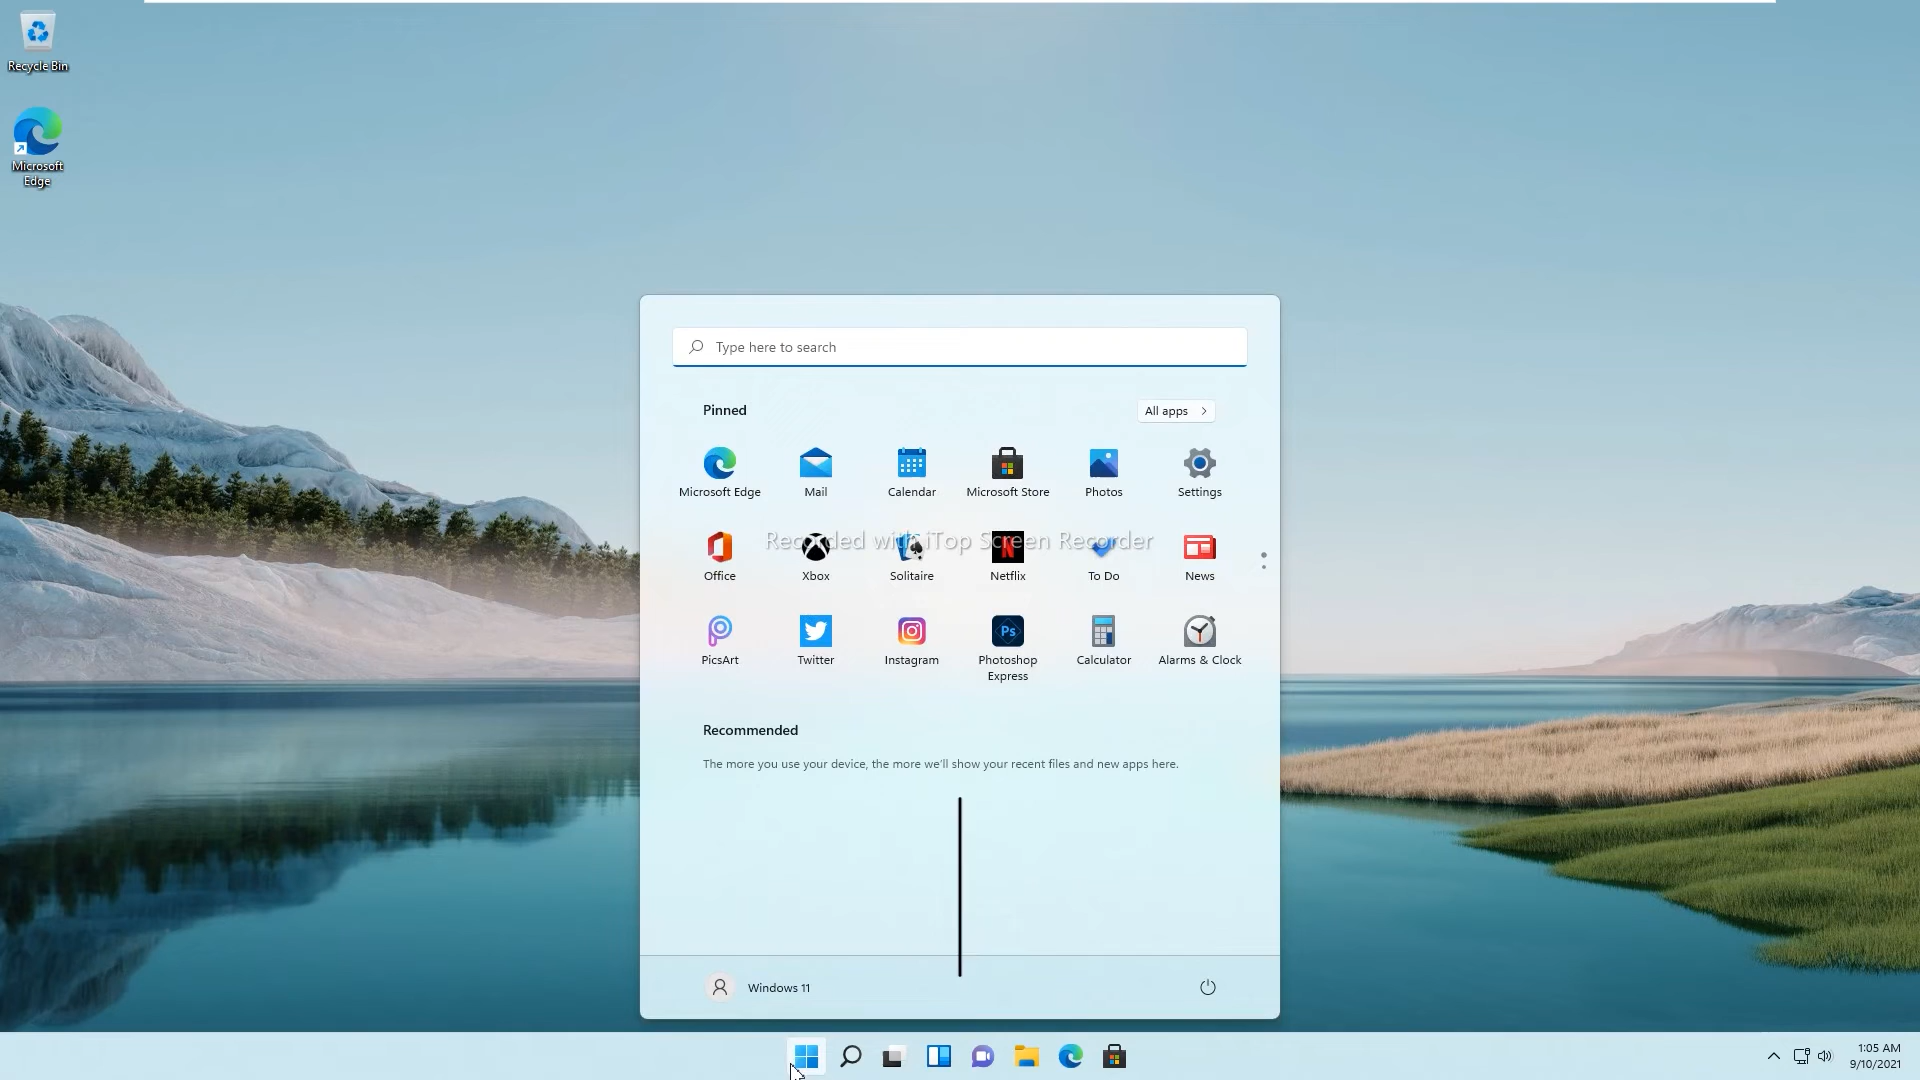 Recycle Bin
Microsoft
Edge
Type here to search
Pinned
All apps
Microsoft Edge
Mail
Calendar
Microsoft Store
Photos
Settings
Recorded with iTop Screen Recorder
Office
Xbox
Solitaire
Netflix
To Do
News
PicsArt
Twitter
Instagram
Ps
Photoshop
Express
Calculator
Alarms & Clock
Recommended
The more you use your device, the more we'll show your recent files and new apps here.
Windows 11
1:05 AM
9/10/2021